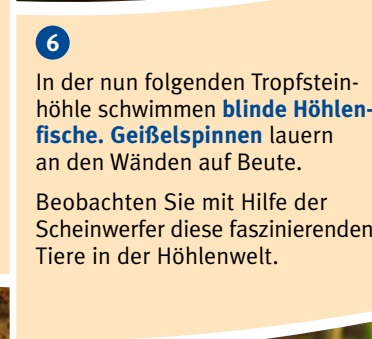 6
In der nun folgenden Tropfstein-
höhle schwimmen blinde Höhlen-
fische. Geißelspinnen lauern
an den Wänden auf Beute.
Beobachten Sie mit Hilfe der
Scheinwerfer diese faszinierenden
Tiere in der Höhlenwelt.